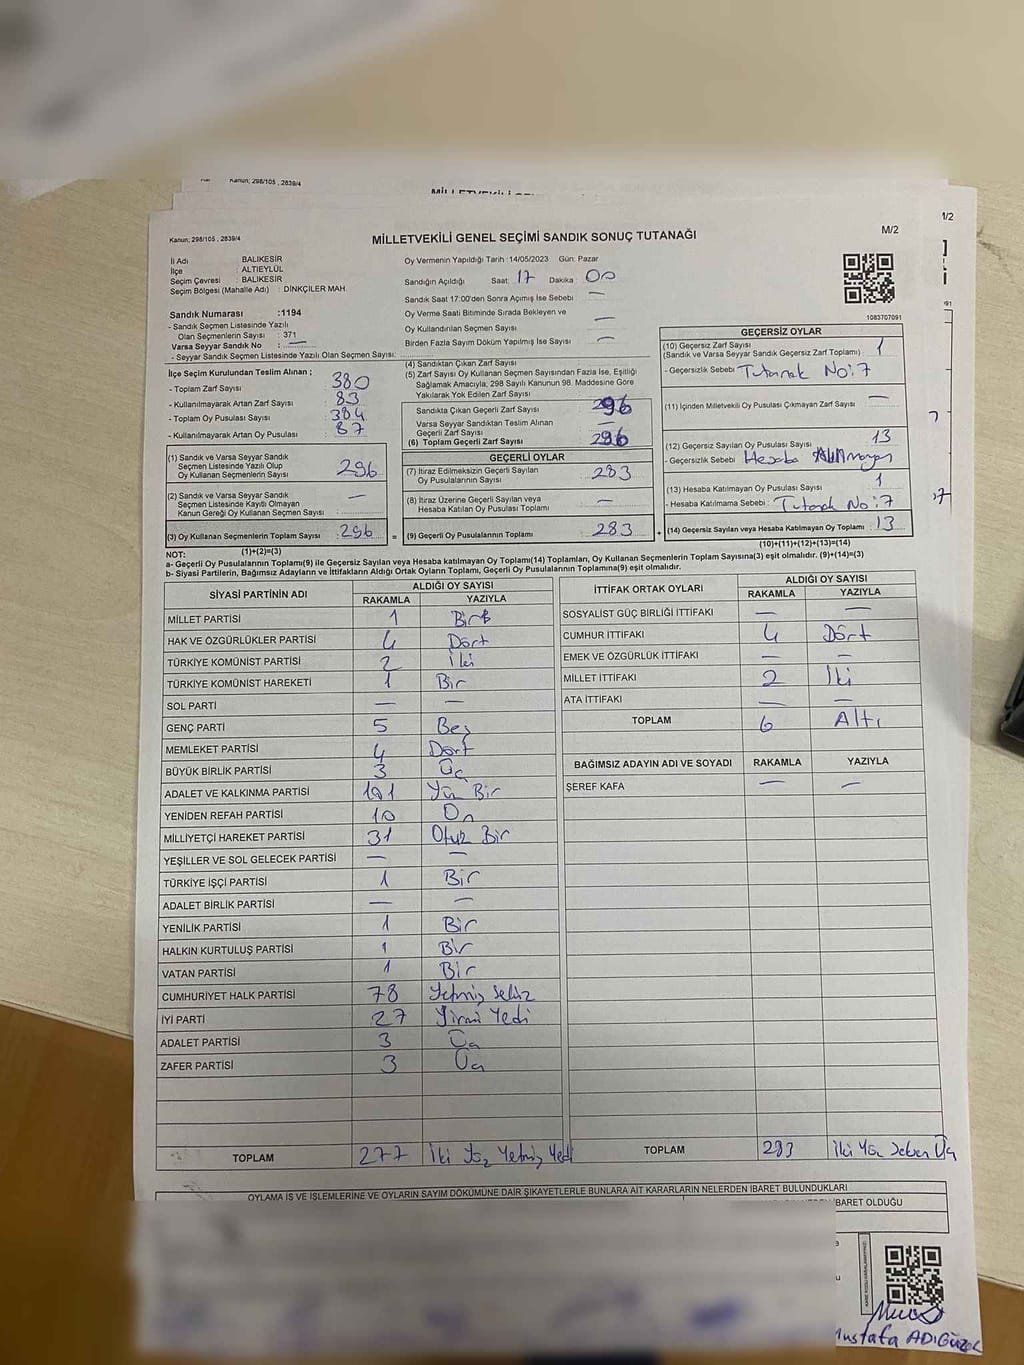 Kanun; 298/105 , 2839/4
M/2
Kanun; 298/105 , 2839/4
MİLLETVEKİLİ GENEL SEÇİMİ SANDIK SONUÇ TUTANAĞI
M/2
İli Adı : BALIKESİR
İlçe : ALTIEYLÜL
Seçim Çevresi : BALIKESİR
Seçim Bölgesi (Mahalle Adı) : DİNKÇİLER MAH.
Oy Vermenin Yapıldığı Tarih :14/05/2023 Gün: Pazar
Sandığın Açıldığı Saat: 17 Dakika 00
Sandık Saat 17:00'den Sonra Açımış İse Sebebi : —
Oy Verme Saati Bitiminde Sırada Bekleyen ve
Oy Kullandırılan Seçmen Sayısı : —
Birden Fazla Sayım Döküm Yapılmış İse Sayısı : —
1083707091
Sandık Numarası :1194
- Sandık Seçmen Listesinde Yazılı
Olan Seçmenlerin Sayısı : 371
Varsa Seyyar Sandık No : —
- Seyyar Sandık Seçmen Listesinde Yazılı Olan Seçmen Sayısı:
İlçe Seçim Kurulundan Teslim Alınan ;
- Toplam Zarf Sayısı : 380
- Kullanılmayarak Artan Zarf Sayısı : 83
- Toplam Oy Pusulası Sayısı : 384
- Kullanılmayarak Artan Oy Pusulası : 87
(1) Sandık ve Varsa Seyyar Sandık
Seçmen Listesinde Yazılı Olup
Oy Kullanan Seçmenlerin Sayısı : 296
(2) Sandık ve Varsa Seyyar Sandık
Seçmen Listesinde Kayıtlı Olmayan
Kanun Gereği Oy Kullanan Seçmen Sayısı : —
(3) Oy Kullanan Seçmenlerin Toplam Sayısı : 296 =
(4) Sandıktan Çıkan Zarf Sayısı
(5) Zarf Sayısı Oy Kullanan Seçmen Sayısından Fazla İse, Eşitliği
Sağlamak Amacıyla; 298 Sayılı Kanunun 98. Maddesine Göre
Yakılarak Yok Edilen Zarf Sayısı
Sandıkta Çıkan Geçerli Zarf Sayısı : 296
Varsa Seyyar Sandıktan Teslim Alınan
Geçerli Zarf Sayısı : —
(6) Toplam Geçerli Zarf Sayısı : 296
GEÇERLİ OYLAR
(7) İtiraz Edilmeksizin Geçerli Sayılan
Oy Pusulalarının Sayısı : 283
(8) İtiraz Üzerine Geçerli Sayılan veya
Hesaba Katılan Oy Pusulası Toplamı : —
(9) Geçerli Oy Pusulalarının Toplamı : 283
GEÇERSİZ OYLAR
(10) Geçersiz Zarf Sayısı : 1
(Sandık ve Varsa Seyyar Sandık Geçersiz Zarf Toplamı)
- Geçersizlik Sebebi Tutanak No:7
(11) İçinden Milletvekili Oy Pusulası Çıkmayan Zarf Sayısı : —
(12) Geçersiz Sayılan Oy Pusulası Sayısı : 13
- Geçersizlik Sebebi Hesaba Alınmayan
(13) Hesaba Katılmayan Oy Pusulası Sayısı : 1
- Hesaba Katılmama Sebebi : Tutanak No:7
(14) Geçersiz Sayılan veya Hesaba Katılmayan Oy Toplamı : 13
(1)+(2)=(3)
(10)+(11)+(12)+(13)=(14)
NOT:
a- Geçerli Oy Pusulalarının Toplamı(9) ile Geçersiz Sayılan veya Hesaba katılmayan Oy Toplamı(14) Toplamları, Oy Kullanan Seçmenlerin Toplam Sayısına(3) eşit olmalıdır. (9)+(14)=(3)
b- Siyasi Partilerin, Bağımsız Adayların ve İttifakların Aldığı Ortak Oyların Toplamı, Geçerli Oy Pusulalarının Toplamına(9) eşit olmalıdır.
SİYASİ PARTİNİN ADI
ALDIĞI OY SAYISI
RAKAMLA YAZIYLA
MİLLET PARTİSİ 1 Bir
HAK VE ÖZGÜRLÜKLER PARTİSİ 4 Dört
TÜRKİYE KOMÜNİST PARTİSİ 2 İki
TÜRKİYE KOMÜNİST HAREKETİ 1 Bir
SOL PARTİ — —
GENÇ PARTİ 5 Beş
MEMLEKET PARTİSİ 4 Dört
BÜYÜK BİRLİK PARTİSİ 3 Üç
ADALET VE KALKINMA PARTİSİ 101 Yüz Bir
YENİDEN REFAH PARTİSİ 10 On
MİLLİYETÇİ HAREKET PARTİSİ 31 Otuz Bir
YEŞİLLER VE SOL GELECEK PARTİSİ — —
TÜRKİYE İŞÇİ PARTİSİ 1 Bir
ADALET BİRLİK PARTİSİ — —
YENİLİK PARTİSİ 1 Bir
HALKIN KURTULUŞ PARTİSİ 1 Bir
VATAN PARTİSİ 1 Bir
CUMHURİYET HALK PARTİSİ 78 Yetmiş Sekiz
İYİ PARTİ 27 Yirmi Yedi
ADALET PARTİSİ 3 Üç
ZAFER PARTİSİ 3 Üç
TOPLAM 277 İki Yüz Yetmiş Yedi
İTTİFAK ORTAK OYLARI
ALDIĞI OY SAYISI
RAKAMLA YAZIYLA
SOSYALİST GÜÇ BİRLİĞİ İTTİFAKI — —
CUMHUR İTTİFAKI 4 Dört
EMEK VE ÖZGÜRLÜK İTTİFAKI — —
MİLLET İTTİFAKI 2 İki
ATA İTTİFAKI — —
TOPLAM 6 Altı
BAĞIMSIZ ADAYIN ADI VE SOYADI RAKAMLA YAZIYLA
ŞEREF KAFA — —
TOPLAM 283 İki Yüz Seksen Üç
OYLAMA İŞ VE İŞLEMLERİNE VE OYLARIN SAYIM DÖKÜMÜNE DAİR ŞİKAYETLERLE BUNLARA AİT KARARLARIN NELERDEN İBARET BULUNDUKLARI
İBARET OLDUĞU
Mustafa ADIGÜZEL